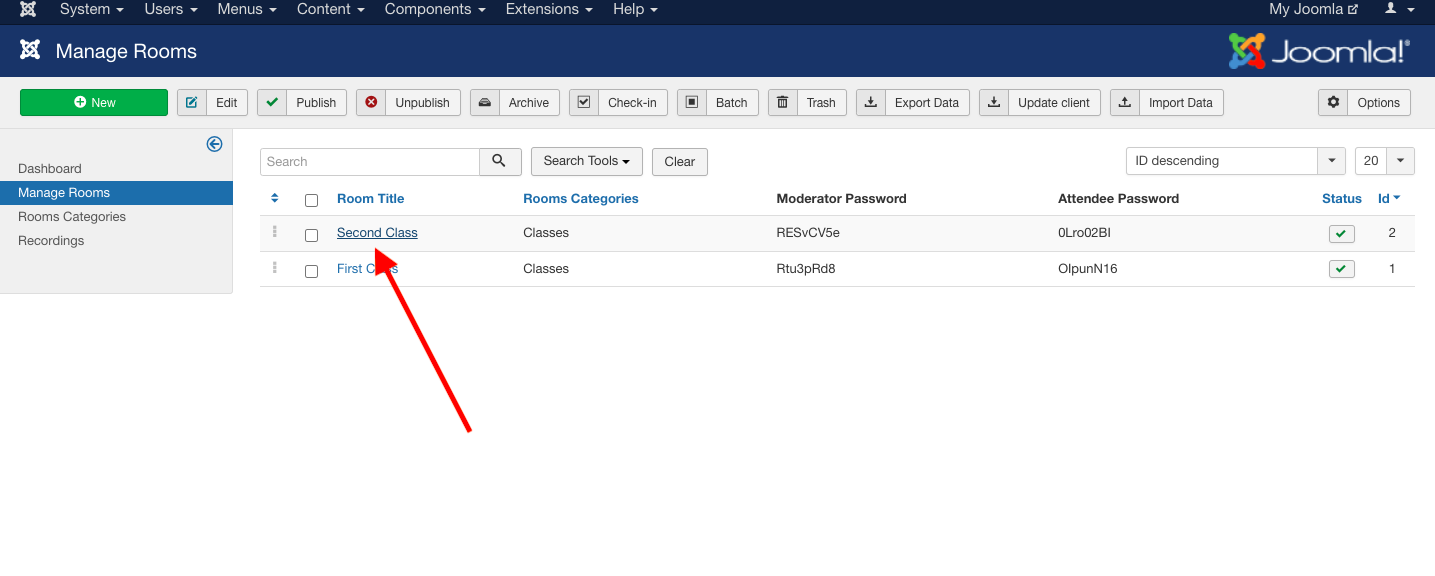 System Users Menus Content Components Extensions Help My Joomla
Manage Rooms Joomla!®
New Edit Publish Unpublish Archive Check-in Batch Trash Export Data Update client Import Data Options
Dashboard
Manage Rooms
Rooms Categories
Recordings
Search Search Tools Clear ID descending 20
Room Title Rooms Categories Moderator Password Attendee Password Status Id
Second Class Classes RESvCV5e 0Lro02BI 2
First Class Classes Rtu3pRd8 OIpunN16 1